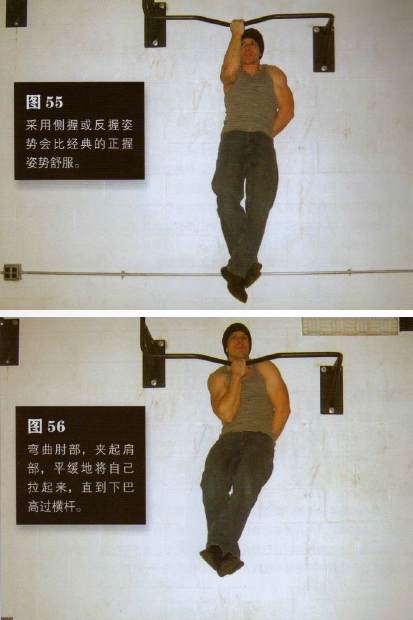 图 55
采用侧握或反握姿
势会比经典的正握
姿势舒服。
图 56
弯曲肘部，夹起肩
部，平缓地将自己
拉起来，直到下巴
高过横杆。